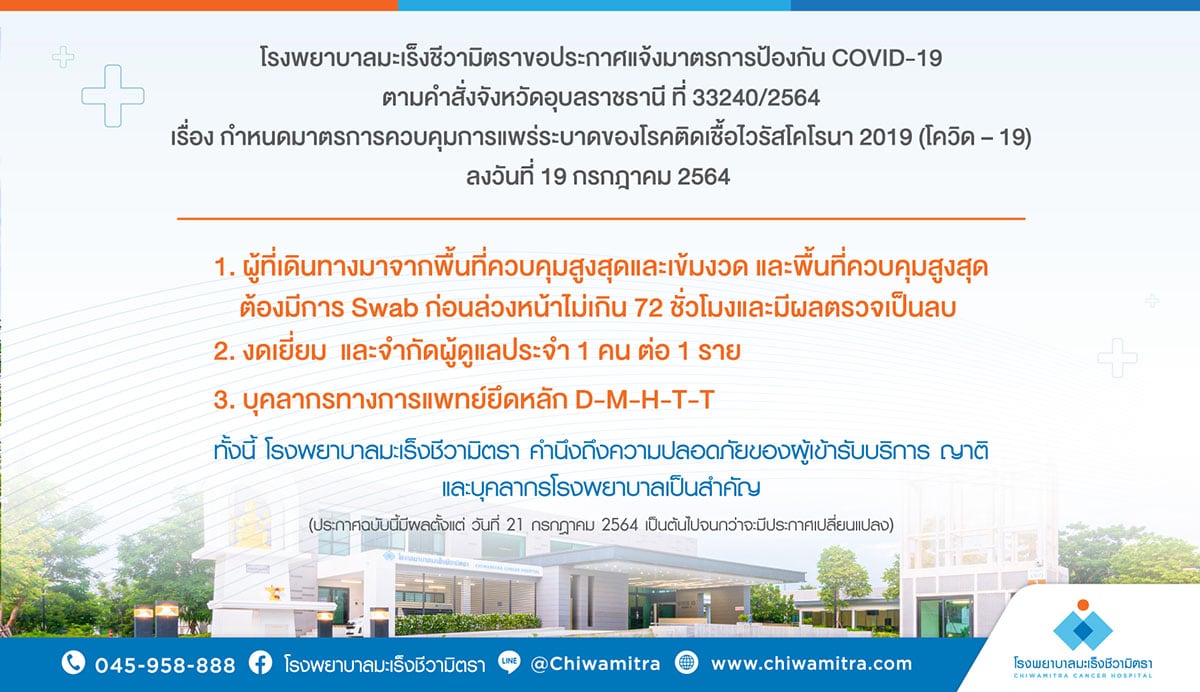 โรงพยาบาลมะเร็งชีวามิตราขอประกาศแจ้งมาตรการป้องกัน COVID-19
ตามคำสั่งจังหวัดอุบลราชธานี ที่ 33240/2564
เรื่อง กำหนดมาตรการควบคุมการแพร่ระบาดของโรคติดเชื้อไวรัสโคโรนา 2019 (โควิด – 19)
ลงวันที่ 19 กรกฎาคม 2564
1. ผู้ที่เดินทางมาจากพื้นที่ควบคุมสูงสุดและเข้มงวด และพื้นที่ควบคุมสูงสุด
ต้องมีการ Swab ก่อนล่วงหน้าไม่เกิน 72 ชั่วโมงและมีผลตรวจเป็นลบ
2. งดเยี่ยม และจำกัดผู้ดูแลประจำ 1 คน ต่อ 1 ราย
3. บุคลากรทางการแพทย์ยึดหลัก D-M-H-T-T
ทั้งนี้ โรงพยาบาลมะเร็งชีวามิตรา คำนึงถึงความปลอดภัยของผู้เข้ารับบริการ ญาติ
และบุคลากรโรงพยาบาลเป็นสำคัญ
(ประกาศฉบับนี้มีผลตั้งแต่ วันที่ 21 กรกฎาคม 2564 เป็นต้นไปจนกว่าจะมีประกาศเปลี่ยนแปลง)
โรงพยาบาลมะเร็งชีวามิตรา
CHIWAMITRA CANCER HOSPITAL
045-958-888 โรงพยาบาลมะเร็งชีวามิตรา LINE @Chiwamitra www.chiwamitra.com
โรงพยาบาลมะเร็งชีวามิตรา
CHIWAMITRA CANCER HOSPITAL